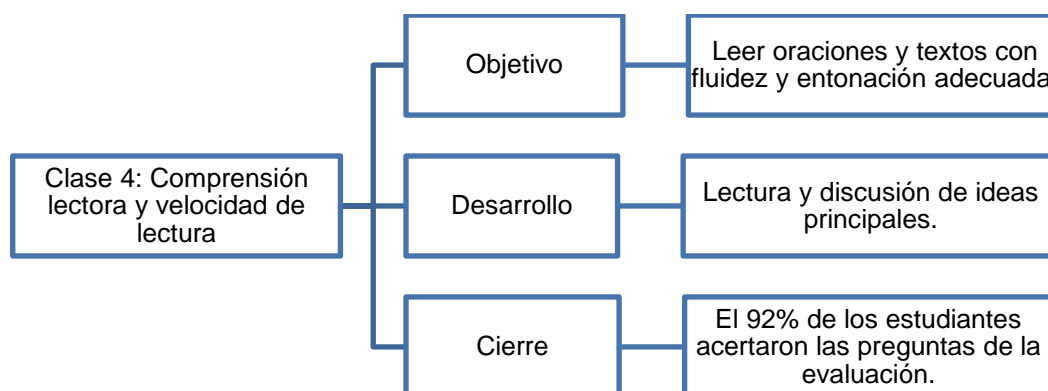 Clase 4: Comprensión
lectora y velocidad de
lectura
Objetivo
Leer oraciones y textos con
fluidez y entonación adecuada
Desarrollo
Lectura y discusión de ideas
principales.
Cierre
El 92% de los estudiantes
acertaron las preguntas de la
evaluación.